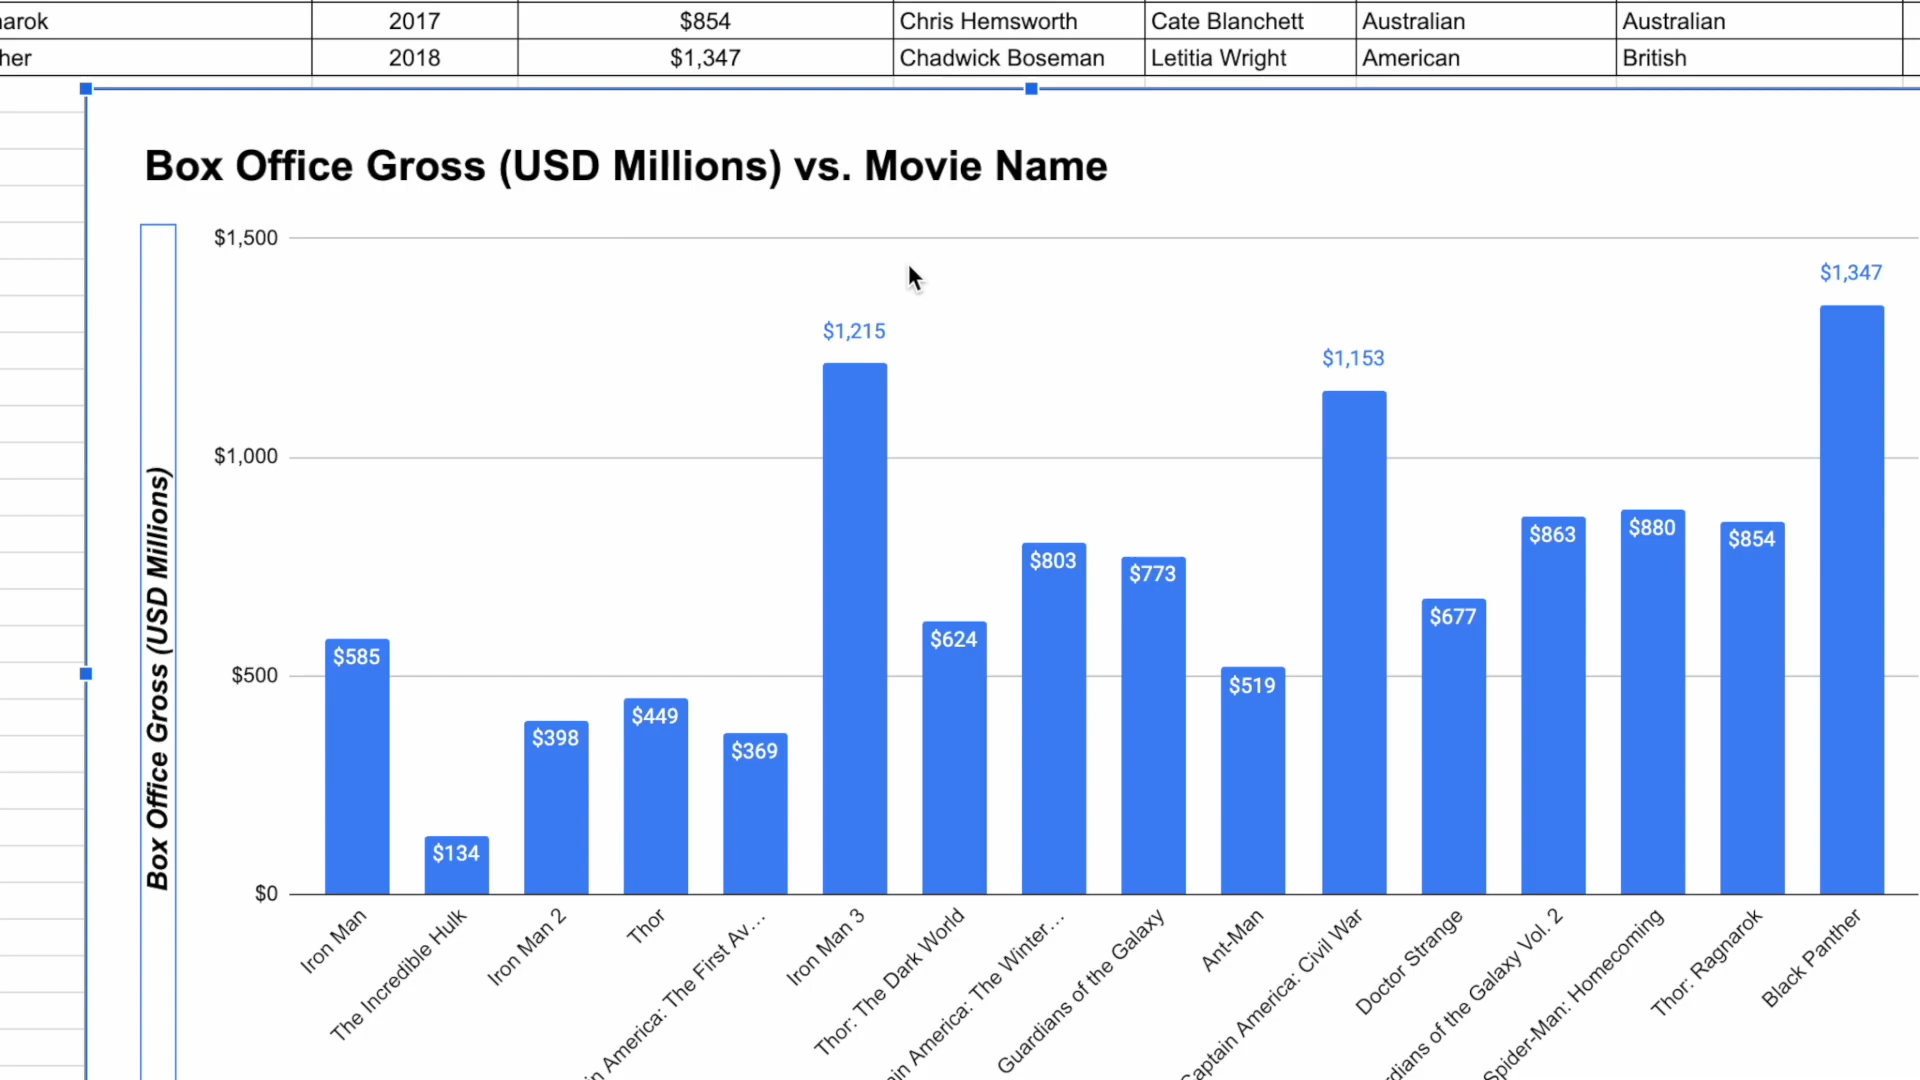 arok 2017 $854 Chris Hemsworth Cate Blanchett Australian Australian
her 2018 $1,347 Chadwick Boseman Letitia Wright American British
Box Office Gross (USD Millions) vs. Movie Name
Box Office Gross (USD Millions)
$1,500
$1,000
$500
$0
$585
$134
$398
$449
$369
$1,215
$624
$803
$773
$519
$1,153
$677
$863
$880
$854
$1,347
Iron Man
The Incredible Hulk
Iron Man 2
Thor
in America: The First Av...
Iron Man 3
Thor: The Dark World
in America: The Winter...
Guardians of the Galaxy
Ant-Man
Captain America: Civil War
Doctor Strange
rdians of the Galaxy Vol. 2
Spider-Man: Homecoming
Thor: Ragnarok
Black Panther